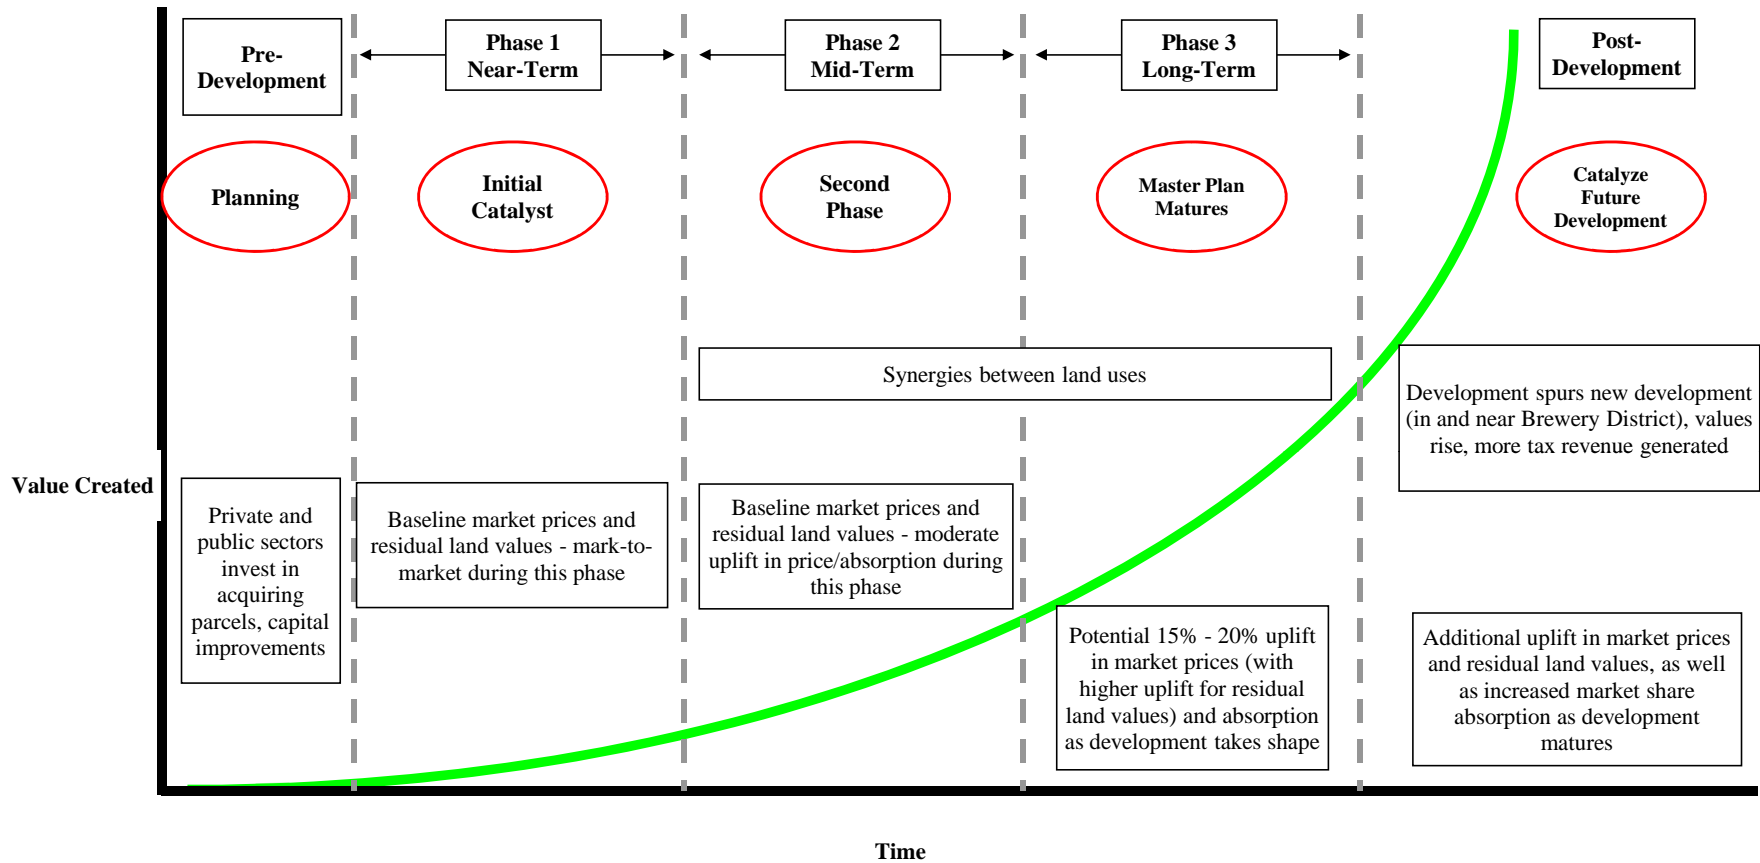 Pre-
Development
Phase 1
Near-Term
Phase 2
Mid-Term
Phase 3
Long-Term
Post-
Development
Planning
Initial
Catalyst
Second
Phase
Master Plan
Matures
Catalyze
Future
Development
Synergies between land uses
Development spurs new development
(in and near Brewery District), values
rise, more tax revenue generated
Value Created
Private and
public sectors
invest in
acquiring
parcels, capital
improvements
Baseline market prices and
residual land values - mark-to-
market during this phase
Baseline market prices and
residual land values - moderate
uplift in price/absorption during
this phase
Potential 15% - 20% uplift
in market prices (with
higher uplift for residual
land values) and absorption
as development takes shape
Additional uplift in market prices
and residual land values, as well
as increased market share
absorption as development
matures
Time